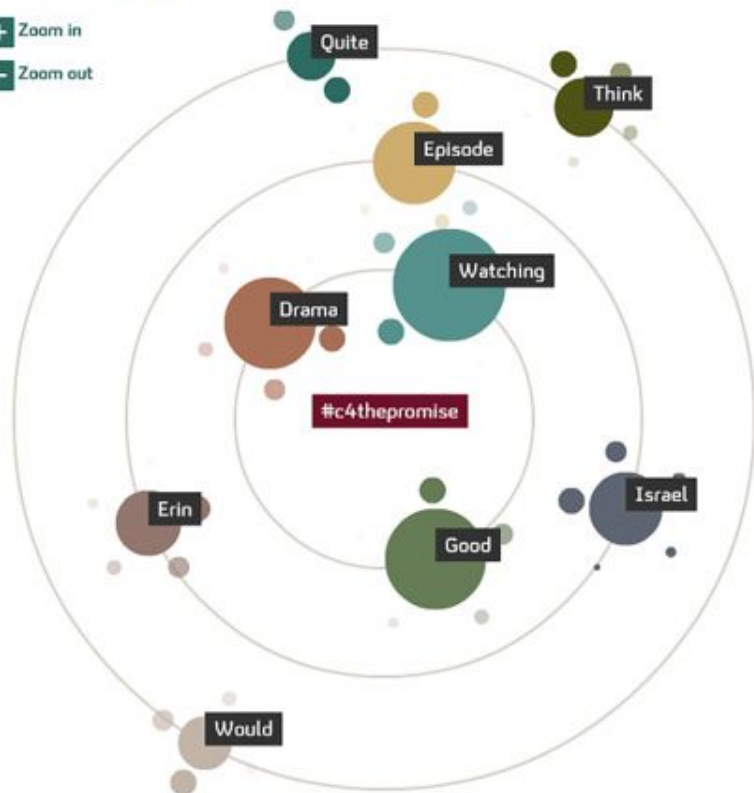 + Zoom in
− Zoom out
Quite
Think
Episode
Watching
Drama
#c4thepromise
Israel
Erin
Good
Would